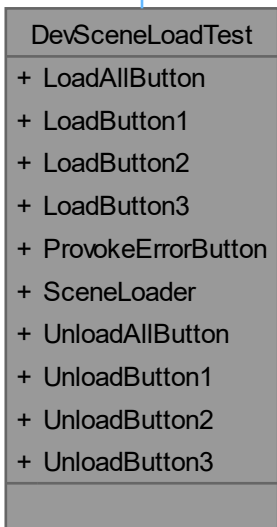 DevSceneLoadTest
+ LoadAllButton
+ LoadButton1
+ LoadButton2
+ LoadButton3
+ ProvokeErrorButton
+ SceneLoader
+ UnloadAllButton
+ UnloadButton1
+ UnloadButton2
+ UnloadButton3